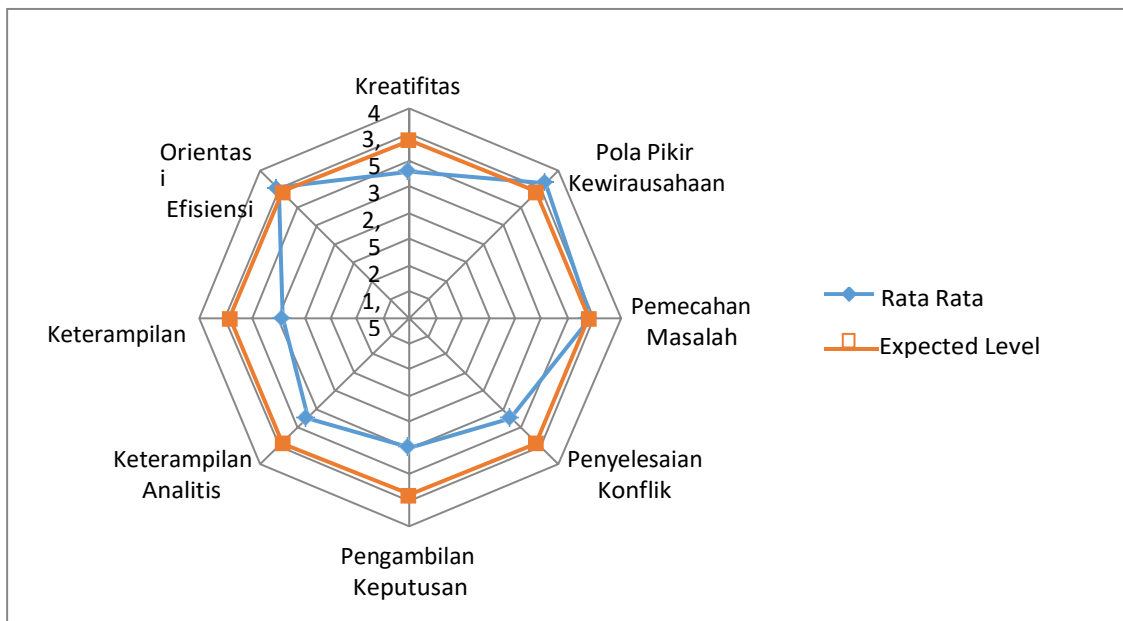 Kreatifitas
4
3,
5
3
2,
5
2
1,
5
Orientas
i
Efisiensi
Pola Pikir
Kewirausahaan
Keterampilan
Pemecahan
Masalah
Rata Rata
Expected Level
Keterampilan
Analitis
Penyelesaian
Konflik
Pengambilan
Keputusan